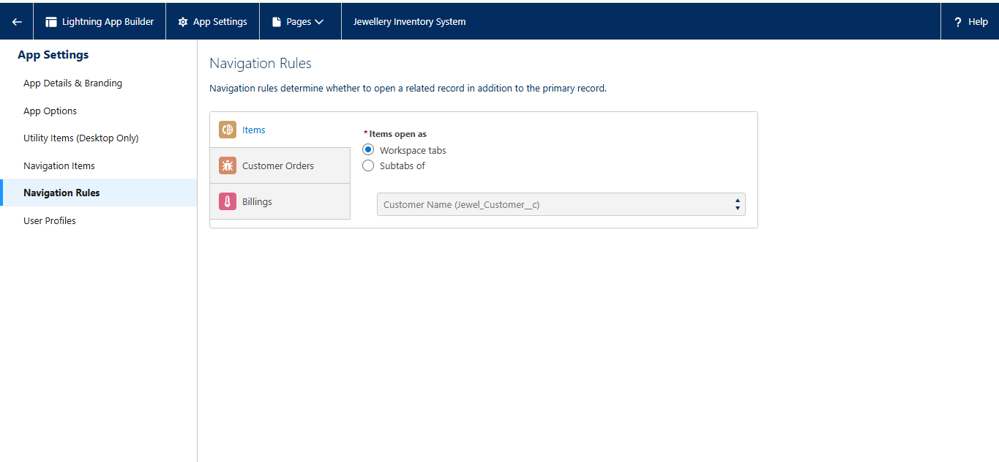 Lightning App Builder
App Settings
Pages
Jewellery Inventory System
? Help
App Settings
App Details & Branding
App Options
Utility Items (Desktop Only)
Navigation Items
Navigation Rules
User Profiles
Navigation Rules
Navigation rules determine whether to open a related record in addition to the primary record.
Items
Customer Orders
Billings
*Items open as
Workspace tabs
Subtabs of
Customer Name (Jewel_Customer__c)